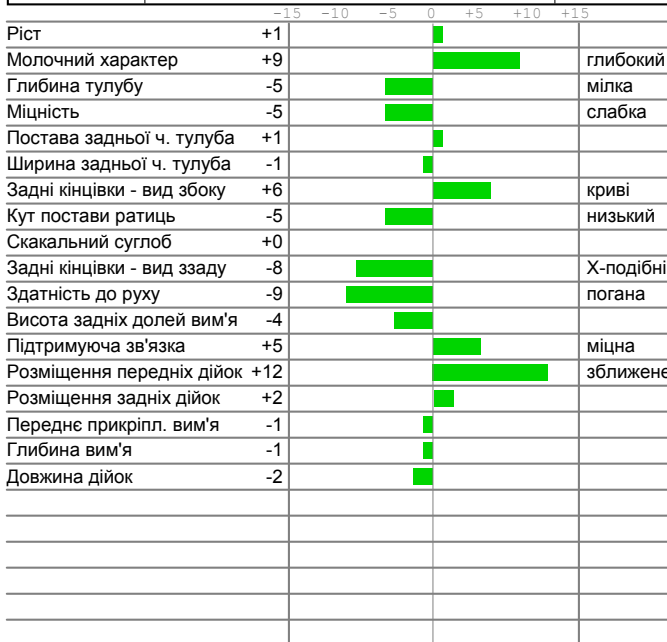 -15 -10 -5 0 +5 +10 +15
Ріст +1
Молочний характер +9 глибокий
Глибина тулубу -5 мілка
Міцність -5 слабка
Постава задньої ч. тулуба +1
Ширина задньої ч. тулуба -1
Задні кінцівки - вид збоку +6 криві
Кут постави ратиць -5 низький
Скакальний суглоб +0
Задні кінцівки - вид ззаду -8 Х-подібні
Здатність до руху -9 погана
Висота задніх долей вим'я -4
Підтримуюча зв'язка +5 міцна
Розміщення передніх дійок +12 зближене
Розміщення задніх дійок +2
Переднє прикріпл. вим'я -1
Глибина вим'я -1
Довжина дійок -2